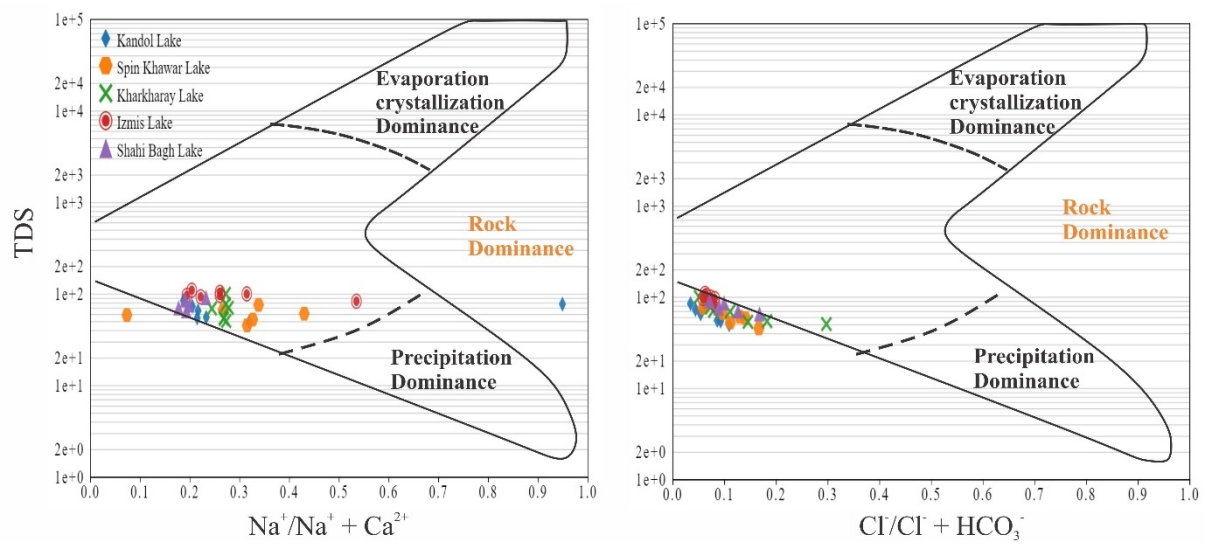 TDS
1e+5
2e+4
1e+4
2e+3
1e+3
2e+2
1e+2
2e+1
1e+1
2e+0
1e+0
Kandol Lake
Spin Khawar Lake
Kharkharay Lake
Izmis Lake
Shahi Bagh Lake
Evaporation
crystallization
Dominance
Rock
Dominance
Precipitation
Dominance
0.0 0.1 0.2 0.3 0.4 0.5 0.6 0.7 0.8 0.9 1.0
Na⁺/Na⁺ + Ca²⁺
1e+5
2e+4
1e+4
2e+3
1e+3
2e+2
1e+2
2e+1
1e+1
2e+0
1e+0
Evaporation
crystallization
Dominance
Rock
Dominance
Precipitation
Dominance
0.0 0.1 0.2 0.3 0.4 0.5 0.6 0.7 0.8 0.9 1.0
Cl⁻/Cl⁻ + HCO₃⁻